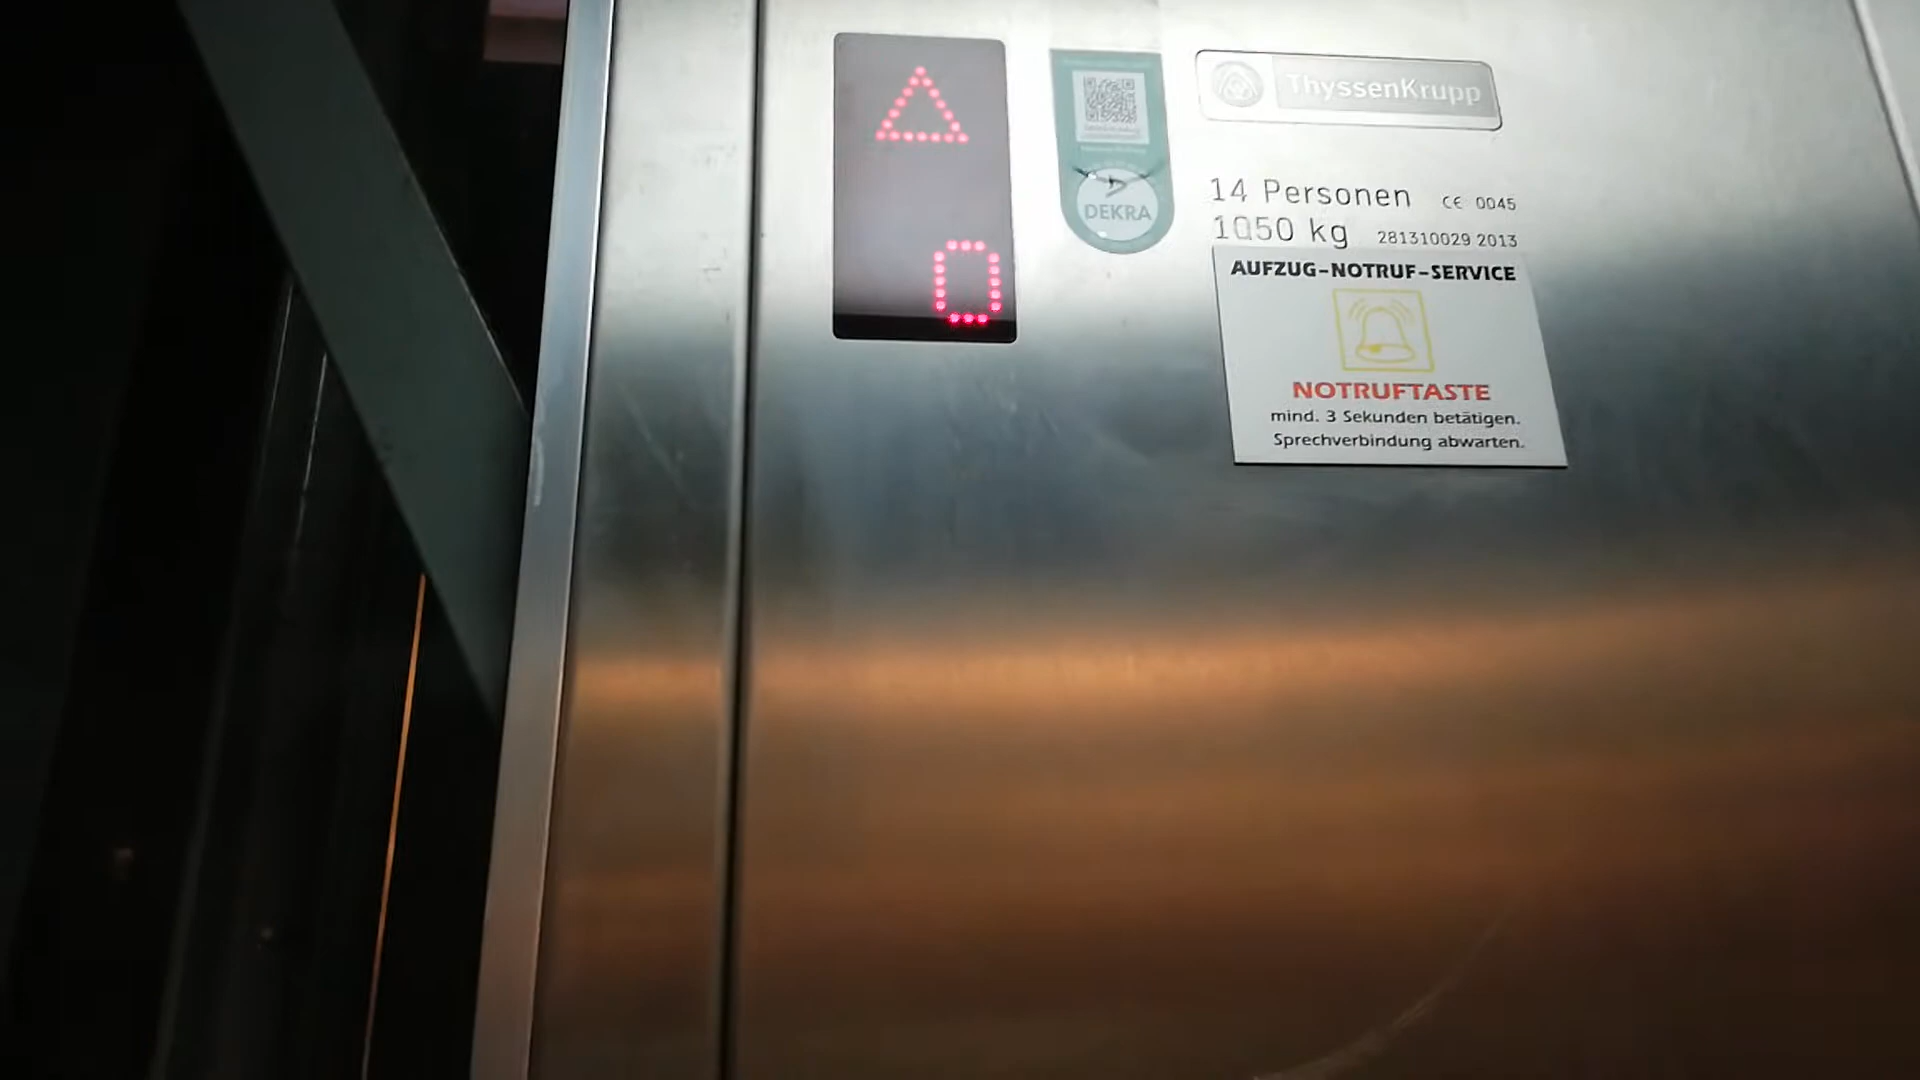 0
DEKRA
ThyssenKrupp
14 Personen CE 0045
1050 kg 281310029 2013
AUFZUG-NOTRUF-SERVICE
NOTRUFTASTE
mind. 3 Sekunden betätigen.
Sprechverbindung abwarten.